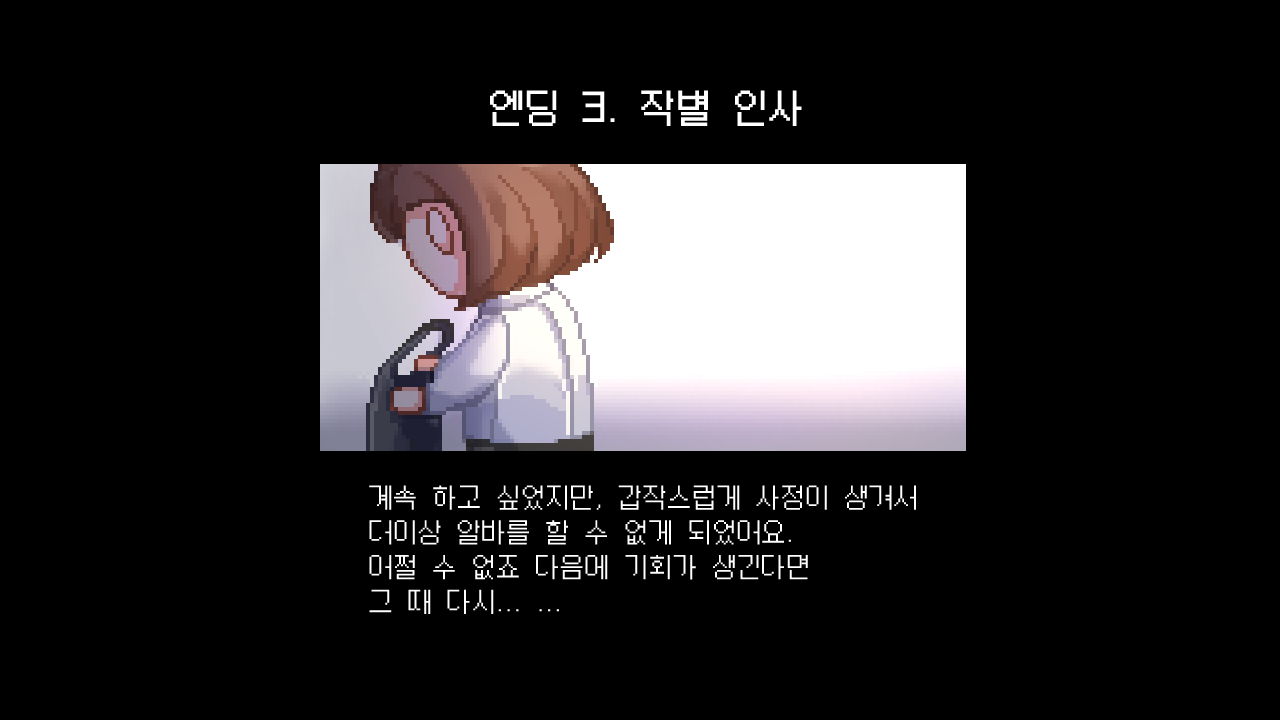 엔딩 3. 작별 인사
계속 하고 싶었지만, 갑작스럽게 사정이 생겨서
더이상 알바를 할 수 없게 되었어요.
어쩔 수 없죠 다음에 기회가 생긴다면
그 때 다시... ...